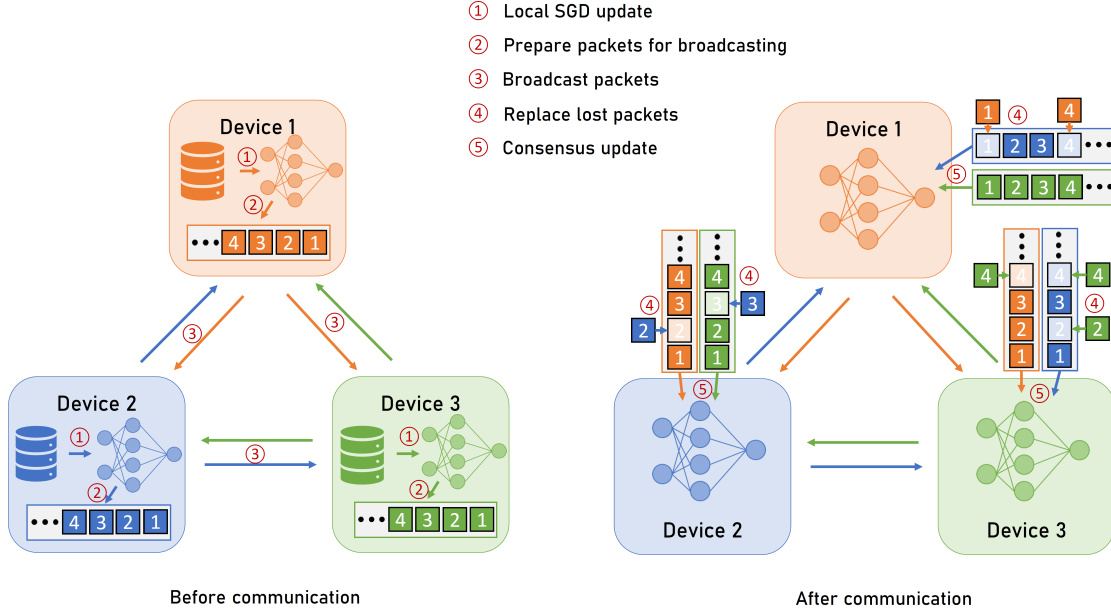 ① Local SGD update
② Prepare packets for broadcasting
③ Broadcast packets
④ Replace lost packets
⑤ Consensus update
Device 1
①
②
••• 4 3 2 1
③
③
③
Device 2
①
②
••• 4 3 2 1
Device 3
①
②
••• 4 3 2 1
Before communication
Device 1
1 ④ 4
1 2 3 4 •••
⑤
1 2 3 4 •••
•••
4
3
2
1
④
2
•••
4
3
2
1
④
3
⑤
Device 2
•••
4
3
2
1
4
•••
4
3
2
1
4
④
2
⑤
Device 3
After communication